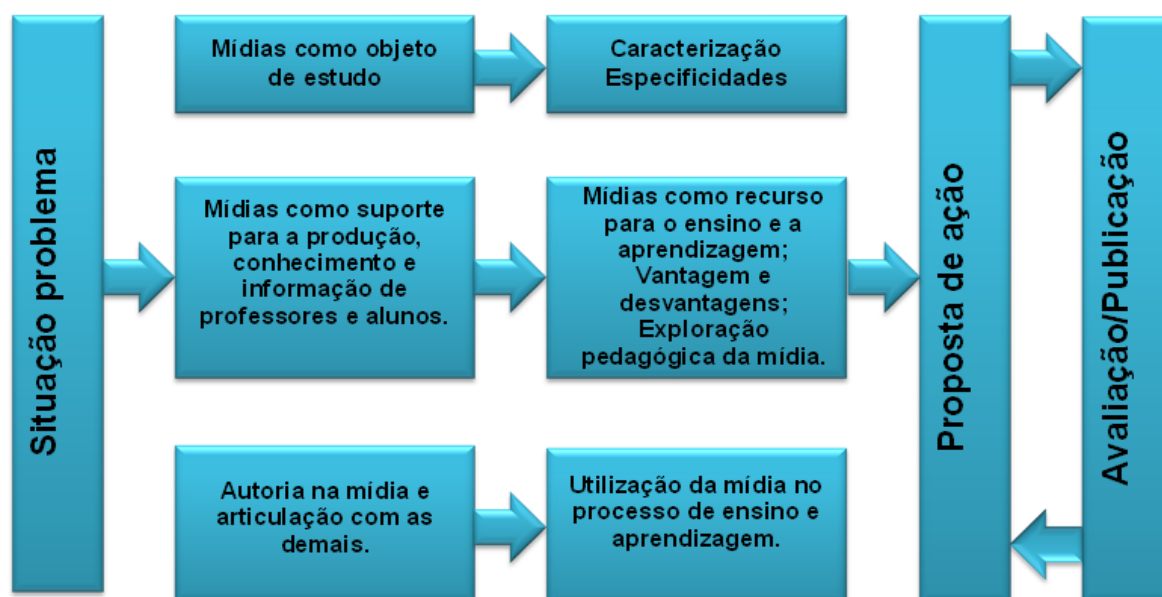 Situação problema
Mídias como objeto
de estudo
Caracterização
Especificidades
Mídias como suporte
para a produção,
conhecimento e
informação de
professores e alunos.
Mídias como recurso
para o ensino e a
aprendizagem;
Vantagem e
desvantagens;
Exploração
pedagógica da mídia.
Autoria na mídia e
articulação com as
demais.
Utilização da mídia no
processo de ensino e
aprendizagem.
Proposta de ação
Avaliação/Publicação